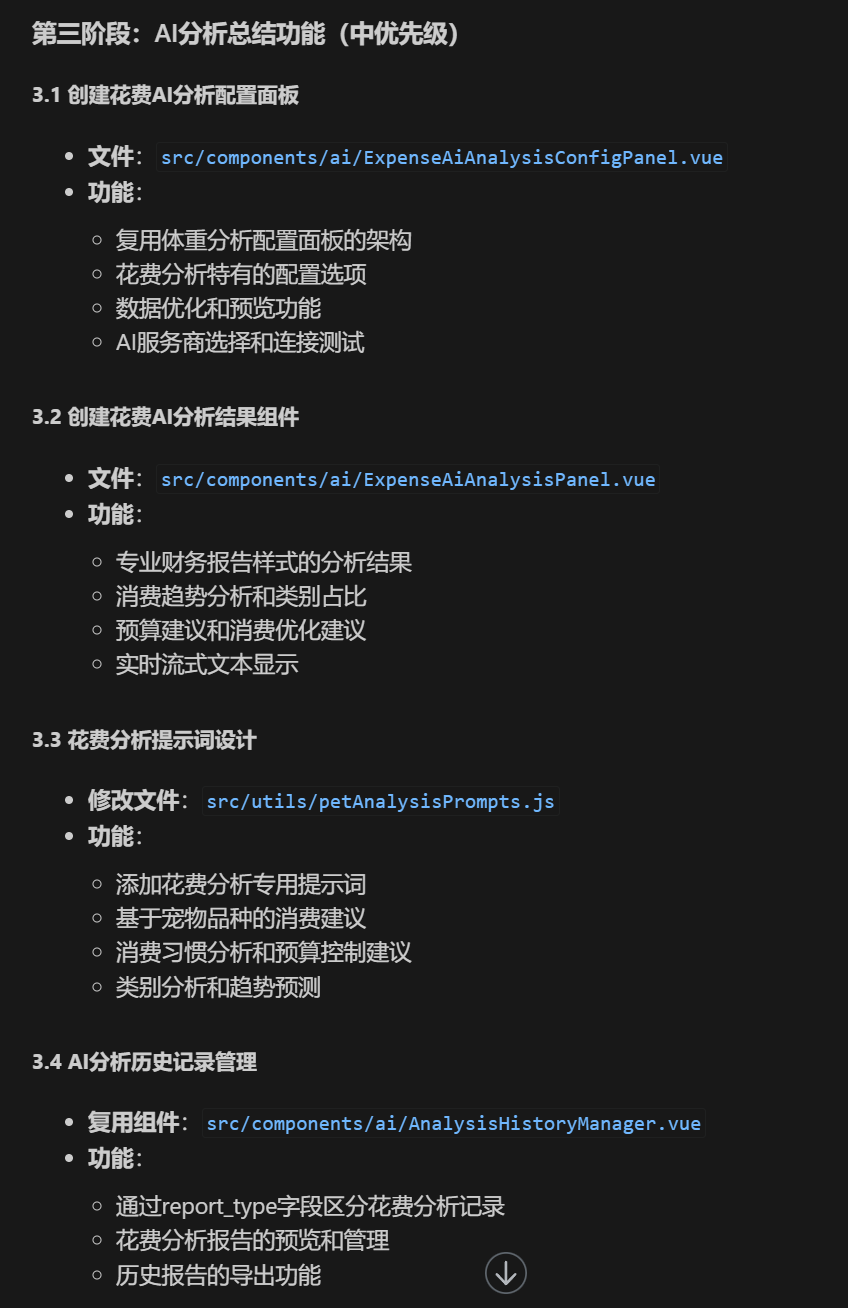 第三阶段：AI分析总结功能（中优先级）
3.1 创建花费AI分析配置面板
• 文件： src/components/ai/ExpenseAiAnalysisConfigPanel.vue
• 功能：
○ 复用体重分析配置面板的架构
○ 花费分析特有的配置选项
○ 数据优化和预览功能
○ AI服务商选择和连接测试
3.2 创建花费AI分析结果组件
• 文件： src/components/ai/ExpenseAiAnalysisPanel.vue
• 功能：
○ 专业财务报告样式的分析结果
○ 消费趋势分析和类别占比
○ 预算建议和消费优化建议
○ 实时流式文本显示
3.3 花费分析提示词设计
• 修改文件： src/utils/petAnalysisPrompts.js
• 功能：
○ 添加花费分析专用提示词
○ 基于宠物品种的消费建议
○ 消费习惯分析和预算控制建议
○ 类别分析和趋势预测
3.4 AI分析历史记录管理
• 复用组件： src/components/ai/AnalysisHistoryManager.vue
• 功能：
○ 通过report_type字段区分花费分析记录
○ 花费分析报告的预览和管理
○ 历史报告的导出功能